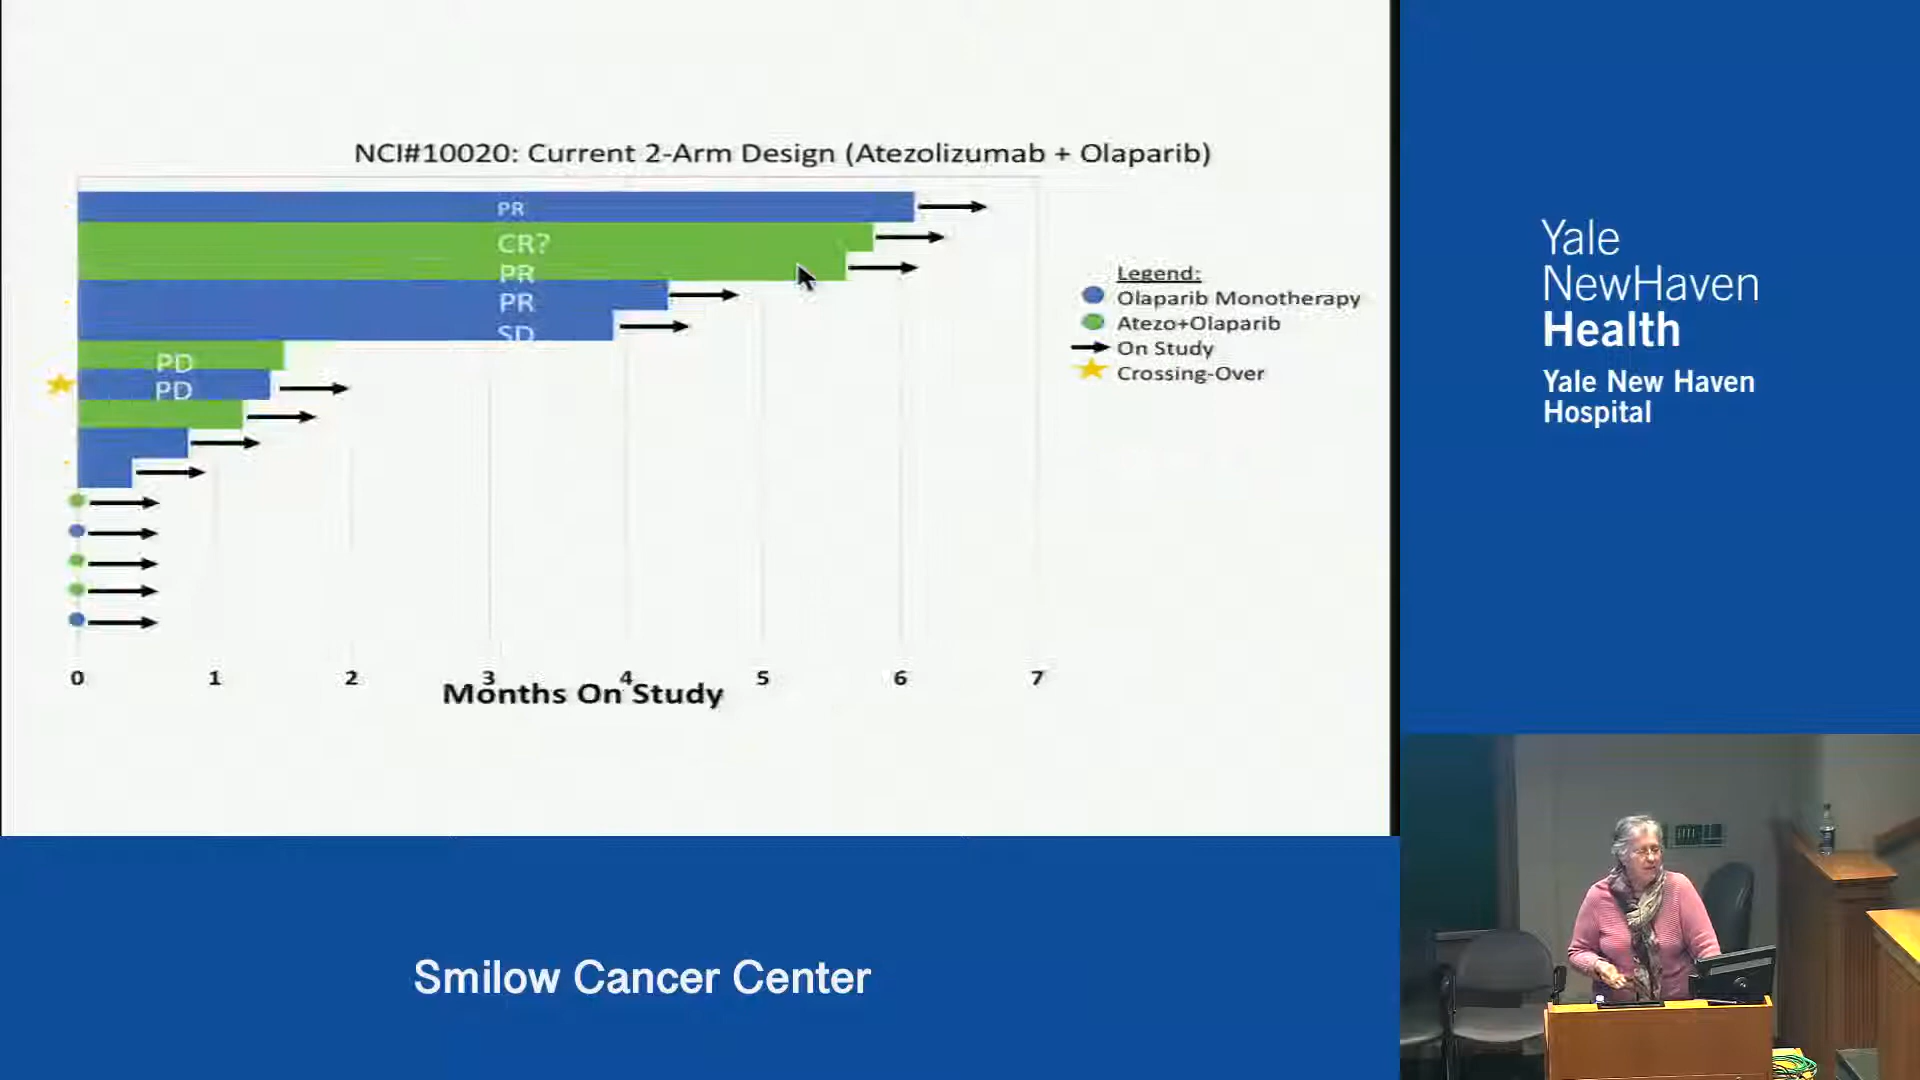 NCI#10020: Current 2-Arm Design (Atezolizumab + Olaparib)
PR
CR?
PR
PR
SD
PD
PD
Legend:
Olaparib Monotherapy
Atezo+Olaparib
On Study
Crossing-Over
0 1 2 3 4 5 6 7
Months On Study
Yale
NewHaven
Health
Yale New Haven
Hospital
Smilow Cancer Center